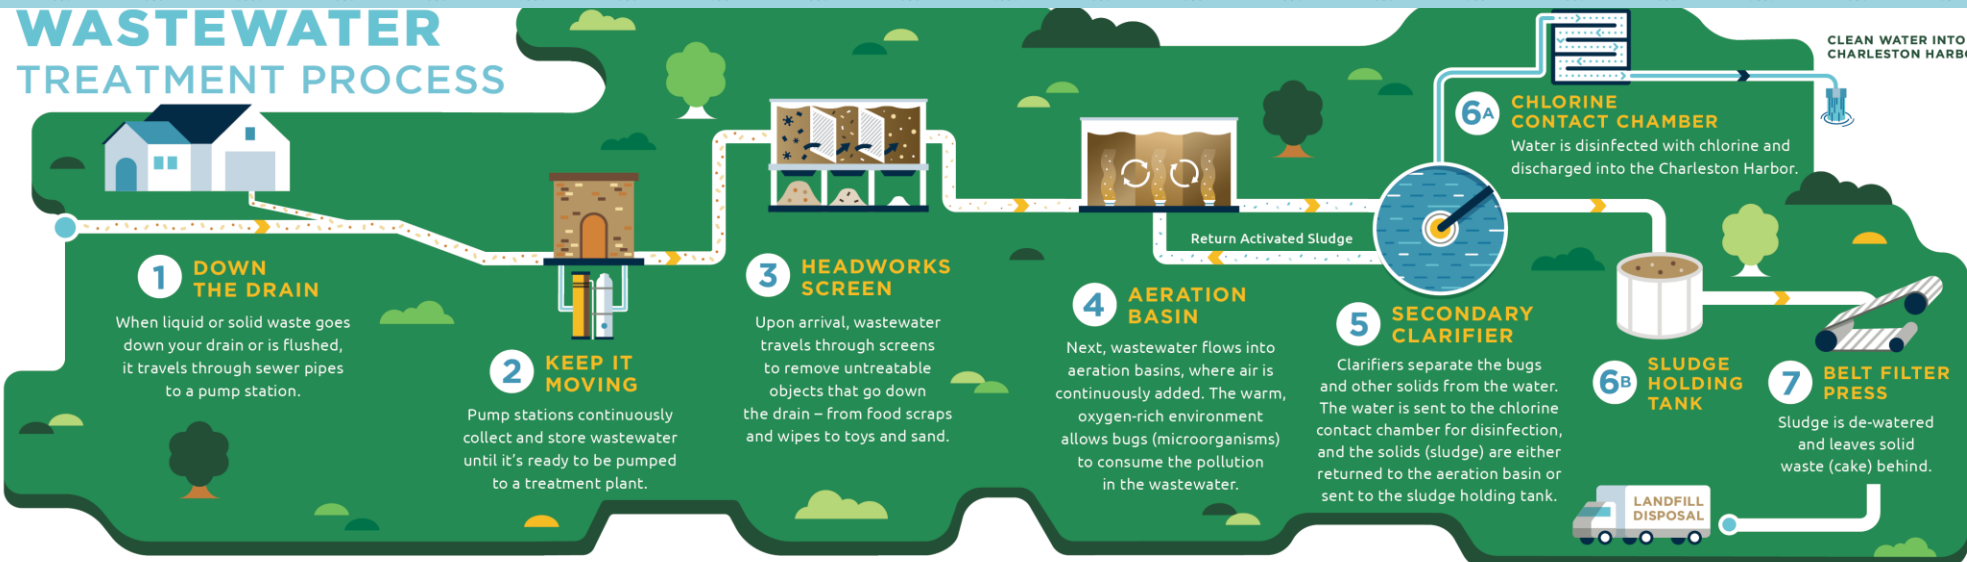 WASTEWATER
TREATMENT PROCESS
1 DOWN
THE DRAIN
When liquid or solid waste goes
down your drain or is flushed,
it travels through sewer pipes
to a pump station.
2 KEEP IT
MOVING
Pump stations continuously
collect and store wastewater
until it's ready to be pumped
to a treatment plant.
3 HEADWORKS
SCREEN
Upon arrival, wastewater
travels through screens
to remove untreatable
objects that go down
the drain – from food scraps
and wipes to toys and sand.
4 AERATION
BASIN
Next, wastewater flows into
aeration basins, where air is
continuously added. The warm,
oxygen-rich environment
allows bugs (microorganisms)
to consume the pollution
in the wastewater.
Return Activated Sludge
5 SECONDARY
CLARIFIER
Clarifiers separate the bugs
and other solids from the water.
The water is sent to the chlorine
contact chamber for disinfection,
and the solids (sludge) are either
returned to the aeration basin or
sent to the sludge holding tank.
6A CHLORINE
CONTACT CHAMBER
Water is disinfected with chlorine and
discharged into the Charleston Harbor.
CLEAN WATER INTO
CHARLESTON HARBO
6B SLUDGE
HOLDING
TANK
7 BELT FILTER
PRESS
Sludge is de-watered
and leaves solid
waste (cake) behind.
LANDFILL
DISPOSAL